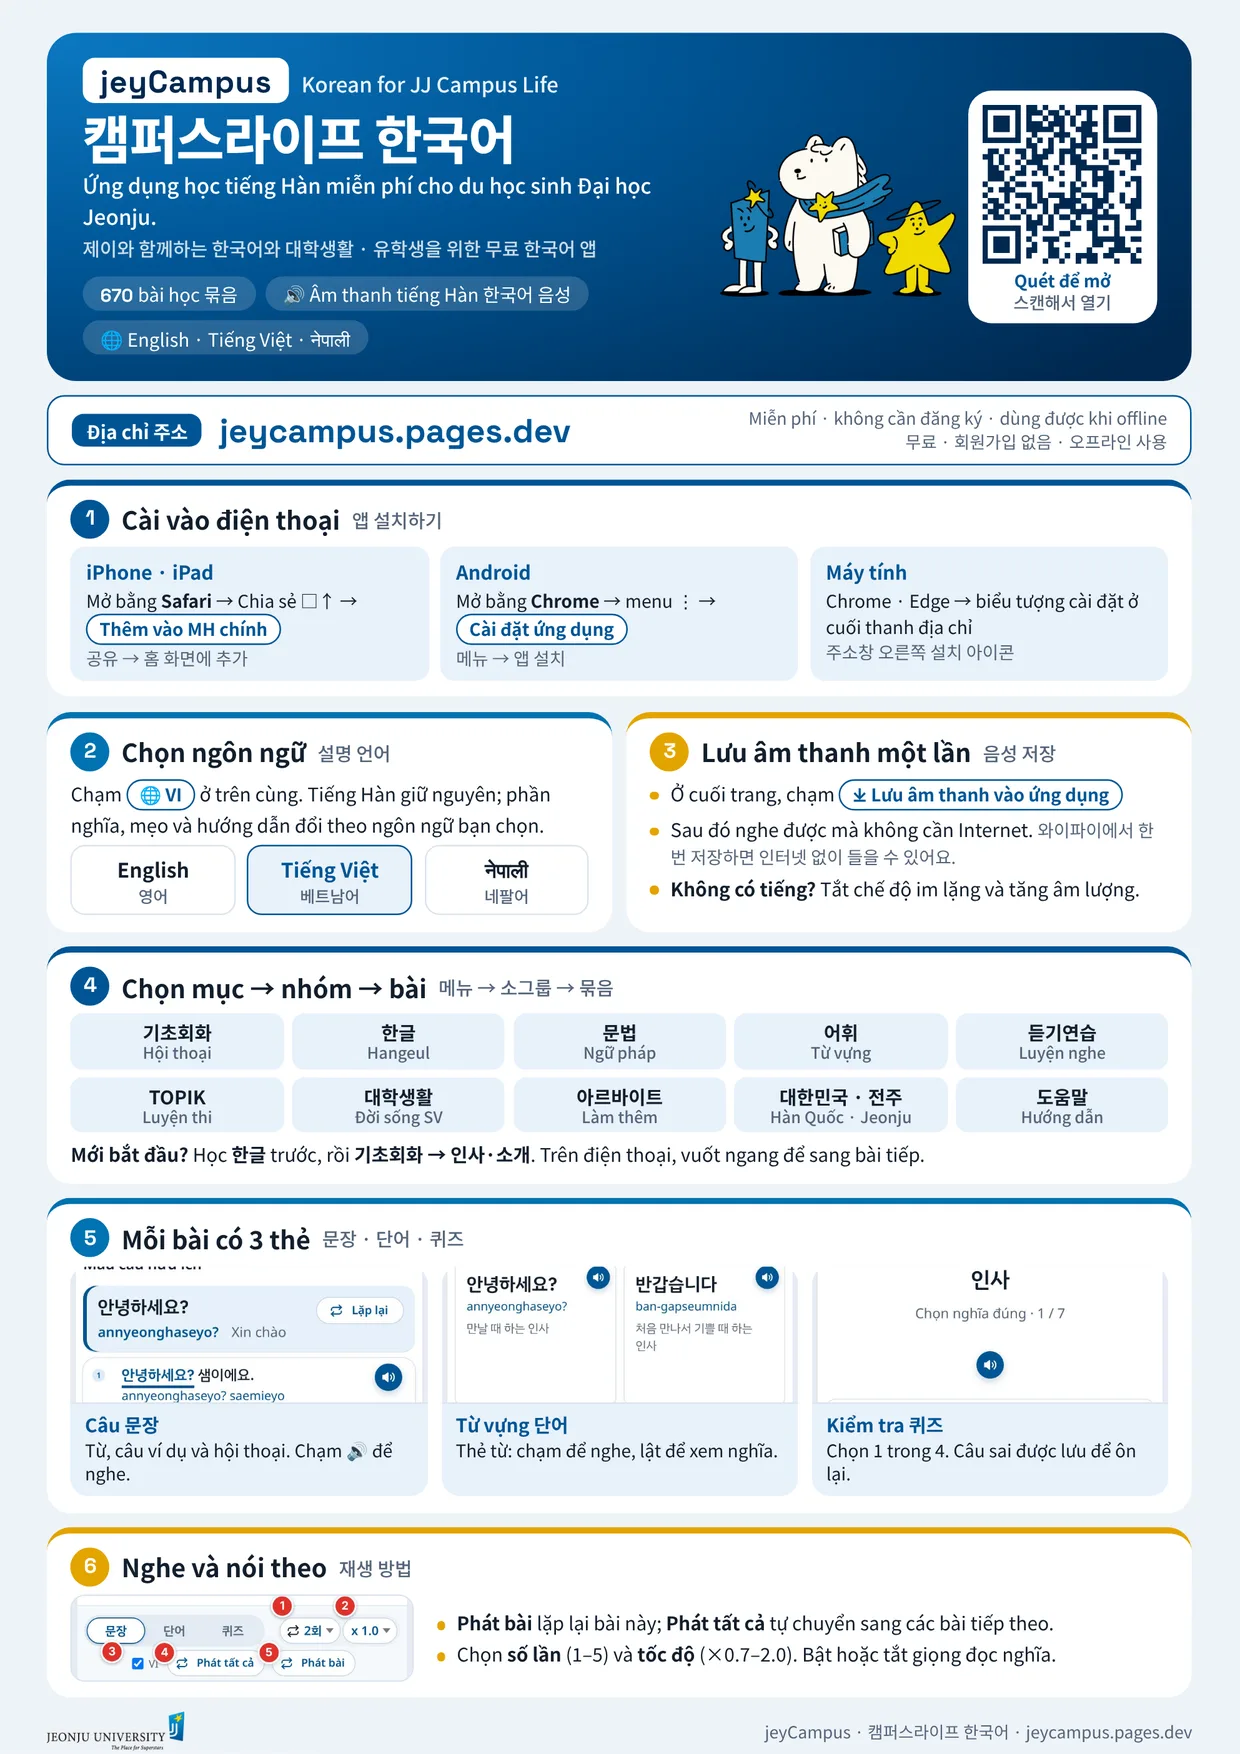 jeyCampus Korean for JJ Campus Life
캠퍼스라이프 한국어
Ứng dụng học tiếng Hàn miễn phí cho du học sinh Đại học
Jeonju.
제이와 함께하는 한국어와 대학생활 · 유학생을 위한 무료 한국어 앱
670 bài học 묶음
🔊 Âm thanh tiếng Hàn 한국어 음성
🌐 English · Tiếng Việt · नेपाली
Quét để mở
스캔해서 열기
Địa chỉ 주소 jeycampus.pages.dev
Miễn phí · không cần đăng ký · dùng được khi offline
무료 · 회원가입 없음 · 오프라인 사용
1 Cài vào điện thoại 앱 설치하기
iPhone · iPad
Mở bằng Safari → Chia sẻ □↑ →
Thêm vào MH chính
공유 → 홈 화면에 추가
Android
Mở bằng Chrome → menu ⋮ →
Cài đặt ứng dụng
메뉴 → 앱 설치
Máy tính
Chrome · Edge → biểu tượng cài đặt ở
cuối thanh địa chỉ
주소창 오른쪽 설치 아이콘
2 Chọn ngôn ngữ 설명 언어
Chạm 🌐 VI ở trên cùng. Tiếng Hàn giữ nguyên; phần
nghĩa, mẹo và hướng dẫn đổi theo ngôn ngữ bạn chọn.
English
영어
Tiếng Việt
베트남어
नेपाली
네팔어
3 Lưu âm thanh một lần 음성 저장
Ở cuối trang, chạm ⤓ Lưu âm thanh vào ứng dụng
Sau đó nghe được mà không cần Internet. 와이파이에서 한
번 저장하면 인터넷 없이 들을 수 있어요.
Không có tiếng? Tắt chế độ im lặng và tăng âm lượng.
4 Chọn mục → nhóm → bài 메뉴 → 소그룹 → 묶음
기초회화
Hội thoại
한글
Hangeul
문법
Ngữ pháp
어휘
Từ vựng
듣기연습
Luyện nghe
TOPIK
Luyện thi
대학생활
Đời sống SV
아르바이트
Làm thêm
대한민국 · 전주
Hàn Quốc · Jeonju
도움말
Hướng dẫn
Mới bắt đầu? Học 한글 trước, rồi 기초회화 → 인사·소개. Trên điện thoại, vuốt ngang để sang bài tiếp.
5 Mỗi bài có 3 thẻ 문장 · 단어 · 퀴즈
Mẫu câu hữu ích
안녕하세요?
Lặp lại
annyeonghaseyo? Xin chào
1 안녕하세요? 샘이에요.
annyeonghaseyo? saemieyo
Câu 문장
Từ, câu ví dụ và hội thoại. Chạm 🔊 để
nghe.
안녕하세요?
annyeonghaseyo?
만날 때 하는 인사
반갑습니다
ban-gapseumnida
처음 만나서 기쁠 때 하는
인사
Từ vựng 단어
Thẻ từ: chạm để nghe, lật để xem nghĩa.
인사
Chọn nghĩa đúng · 1 / 7
Kiểm tra 퀴즈
Chọn 1 trong 4. Câu sai được lưu để ôn
lại.
6 Nghe và nói theo 재생 방법
1 2
문장 단어 퀴즈 2회 x 1.0
3 4 5
VI Phát tất cả Phát bài
Phát bài lặp lại bài này; Phát tất cả tự chuyển sang các bài tiếp theo.
Chọn số lần (1–5) và tốc độ (×0.7–2.0). Bật hoặc tắt giọng đọc nghĩa.
JEONJU UNIVERSITY
The Place for Superstars
jeyCampus · 캠퍼스라이프 한국어 · jeycampus.pages.dev